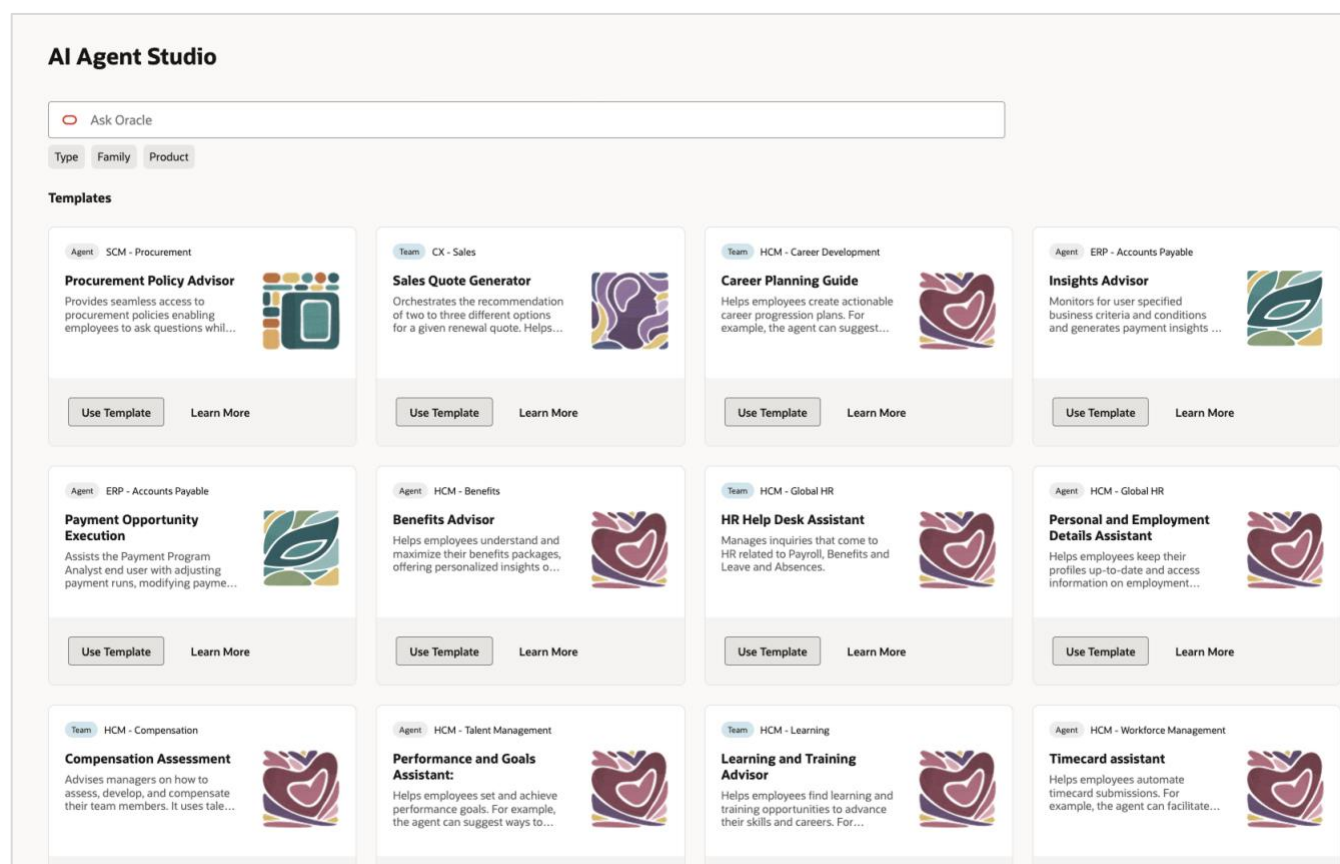 AI Agent Studio
Ask Oracle
Type Family Product
Templates
Agent SCM - Procurement
Procurement Policy Advisor
Provides seamless access to
procurement policies enabling
employees to ask questions whil...
Use Template Learn More
Team CX - Sales
Sales Quote Generator
Orchestrates the recommendation
of two to three different options
for a given renewal quote. Helps...
Use Template Learn More
Team HCM - Career Development
Career Planning Guide
Helps employees create actionable
career progression plans. For
example, the agent can suggest...
Use Template Learn More
Agent ERP - Accounts Payable
Insights Advisor
Monitors for user specified
business criteria and conditions
and generates payment insights ...
Use Template Learn More
Agent ERP - Accounts Payable
Payment Opportunity
Execution
Assists the Payment Program
Analyst end user with adjusting
payment runs, modifying payme...
Use Template Learn More
Agent HCM - Benefits
Benefits Advisor
Helps employees understand and
maximize their benefits packages,
offering personalized insights o...
Use Template Learn More
Team HCM - Global HR
HR Help Desk Assistant
Manages inquiries that come to
HR related to Payroll, Benefits and
Leave and Absences.
Use Template Learn More
Agent HCM - Global HR
Personal and Employment
Details Assistant
Helps employees keep their
profiles up-to-date and access
information on employment...
Use Template Learn More
Team HCM - Compensation
Compensation Assessment
Advises managers on how to
assess, develop, and compensate
their team members. It uses tale...
Agent HCM - Talent Management
Performance and Goals
Assistant:
Helps employees set and achieve
performance goals. For example,
the agent can suggest ways to...
Team HCM - Learning
Learning and Training
Advisor
Helps employees find learning and
training opportunities to advance
their skills and careers. For...
Agent HCM - Workforce Management
Timecard assistant
Helps employees automate
timecard submissions. For
example, the agent can facilitate...